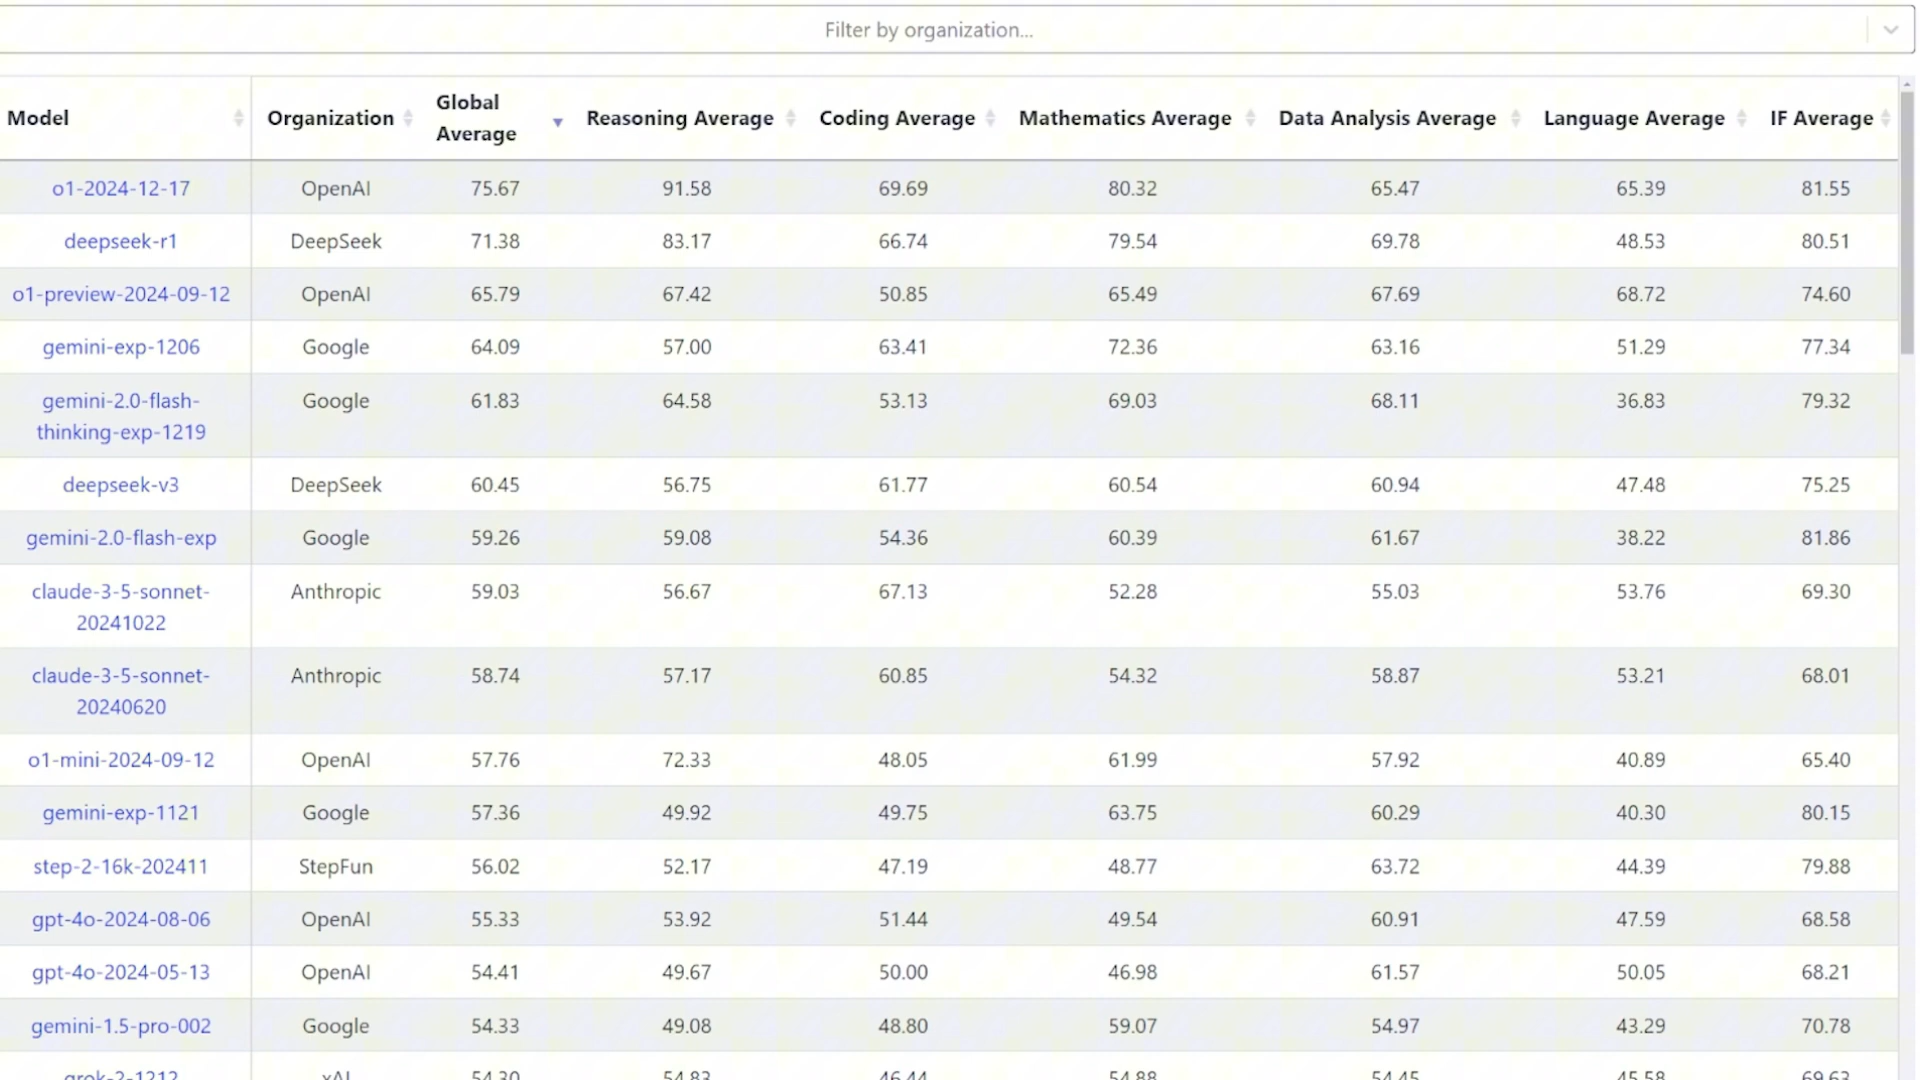 Filter by organization...
Model Organization Global Average Reasoning Average Coding Average Mathematics Average Data Analysis Average Language Average IF Average
o1-2024-12-17 OpenAI 75.67 91.58 69.69 80.32 65.47 65.39 81.55
deepseek-r1 DeepSeek 71.38 83.17 66.74 79.54 69.78 48.53 80.51
o1-preview-2024-09-12 OpenAI 65.79 67.42 50.85 65.49 67.69 68.72 74.60
gemini-exp-1206 Google 64.09 57.00 63.41 72.36 63.16 51.29 77.34
gemini-2.0-flash-thinking-exp-1219 Google 61.83 64.58 53.13 69.03 68.11 36.83 79.32
deepseek-v3 DeepSeek 60.45 56.75 61.77 60.54 60.94 47.48 75.25
gemini-2.0-flash-exp Google 59.26 59.08 54.36 60.39 61.67 38.22 81.86
claude-3-5-sonnet-20241022 Anthropic 59.03 56.67 67.13 52.28 55.03 53.76 69.30
claude-3-5-sonnet-20240620 Anthropic 58.74 57.17 60.85 54.32 58.87 53.21 68.01
o1-mini-2024-09-12 OpenAI 57.76 72.33 48.05 61.99 57.92 40.89 65.40
gemini-exp-1121 Google 57.36 49.92 49.75 63.75 60.29 40.30 80.15
step-2-16k-202411 StepFun 56.02 52.17 47.19 48.77 63.72 44.39 79.88
gpt-4o-2024-08-06 OpenAI 55.33 53.92 51.44 49.54 60.91 47.59 68.58
gpt-4o-2024-05-13 OpenAI 54.41 49.67 50.00 46.98 61.57 50.05 68.21
gemini-1.5-pro-002 Google 54.33 49.08 48.80 59.07 54.97 43.29 70.78
grok-2-1212 xAI 54.30 54.83 46.44 54.88 54.45 45.58 69.63